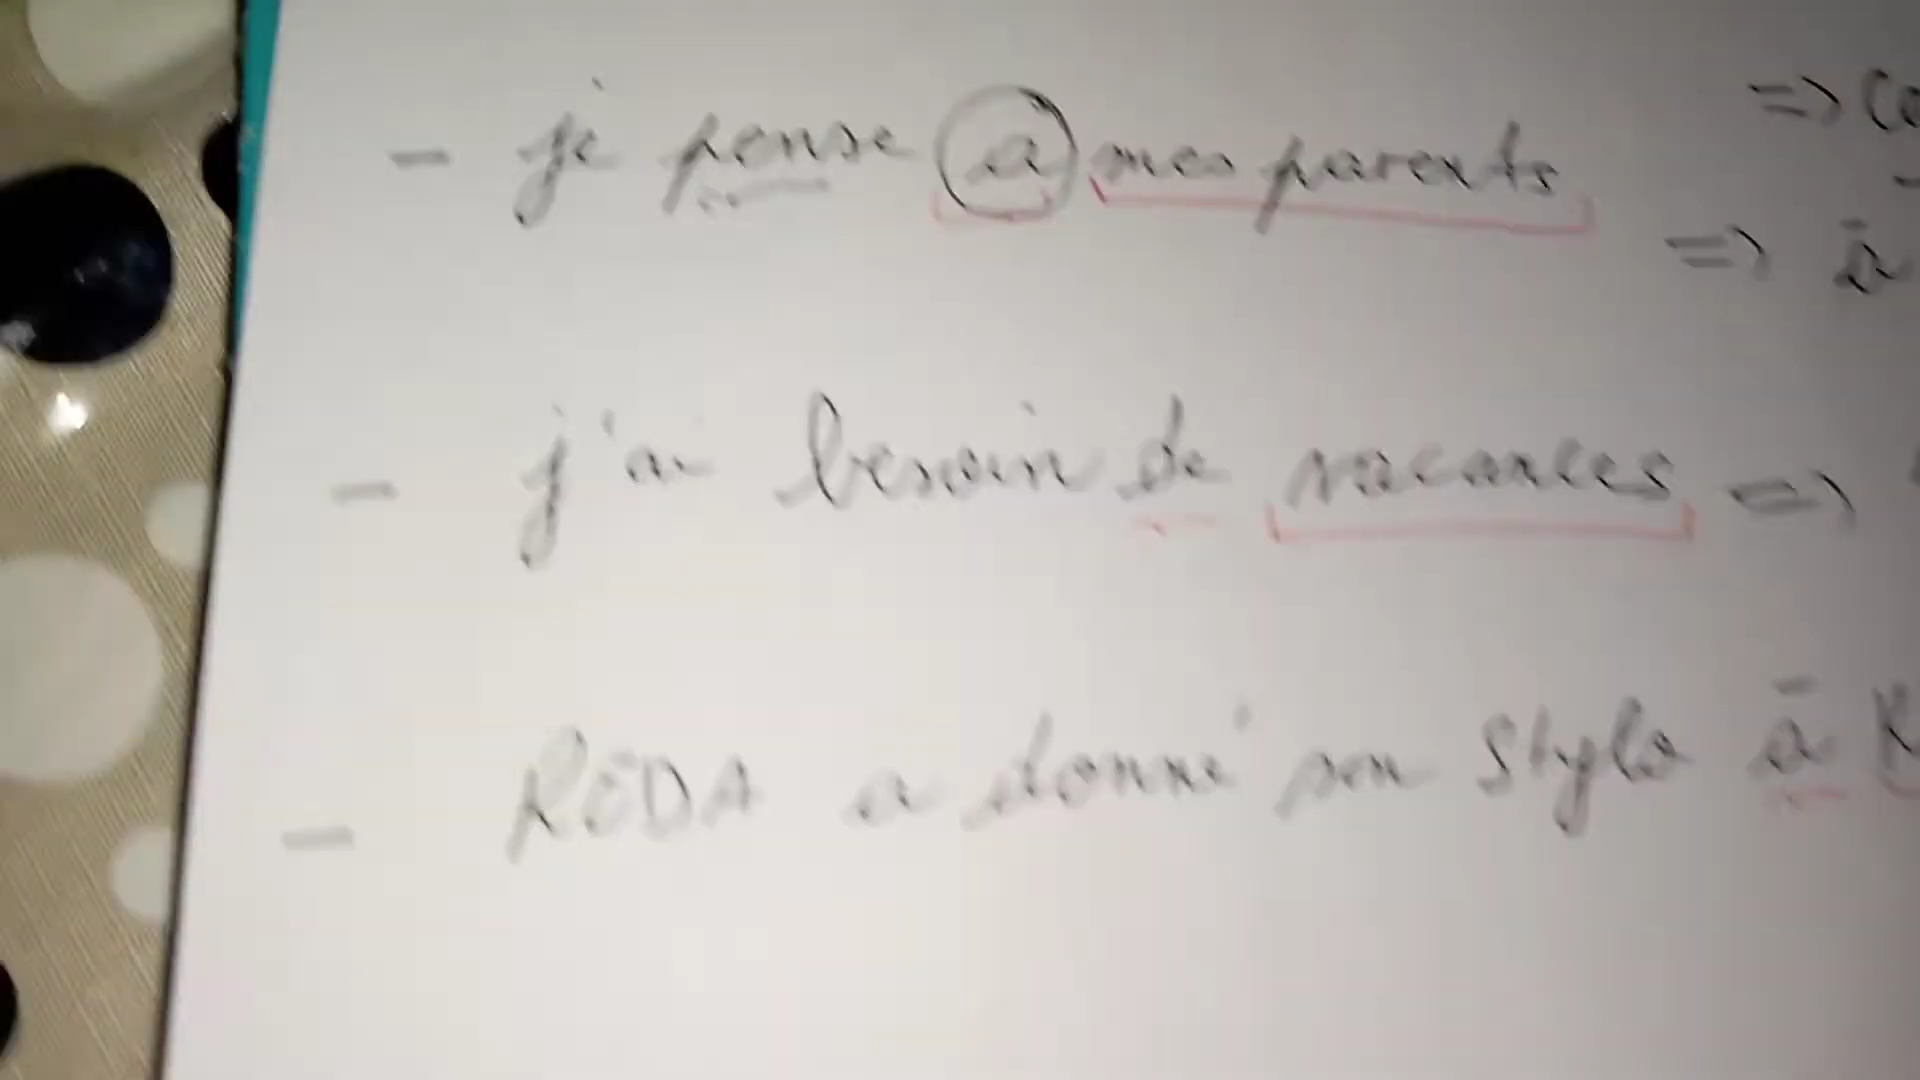 - je pense à mes parents =>
=> à
- j'ai besoin de vacances =>
- REDA a donné son stylo à